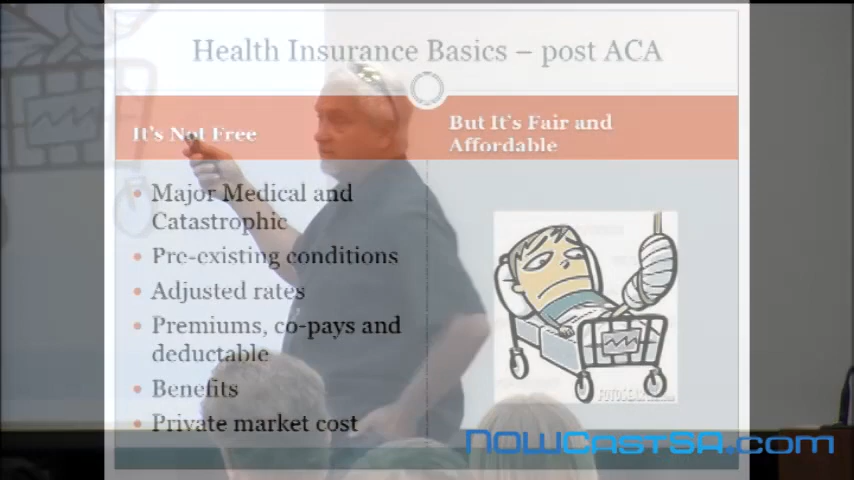 Health Insurance Basics – post ACA
It's Not Free
But It's Fair and
Affordable
Major Medical and
Catastrophic
Pre-existing conditions
Adjusted rates
Premiums, co-pays and
deductable
Benefits
Private market cost
NOWCASTSA.COM